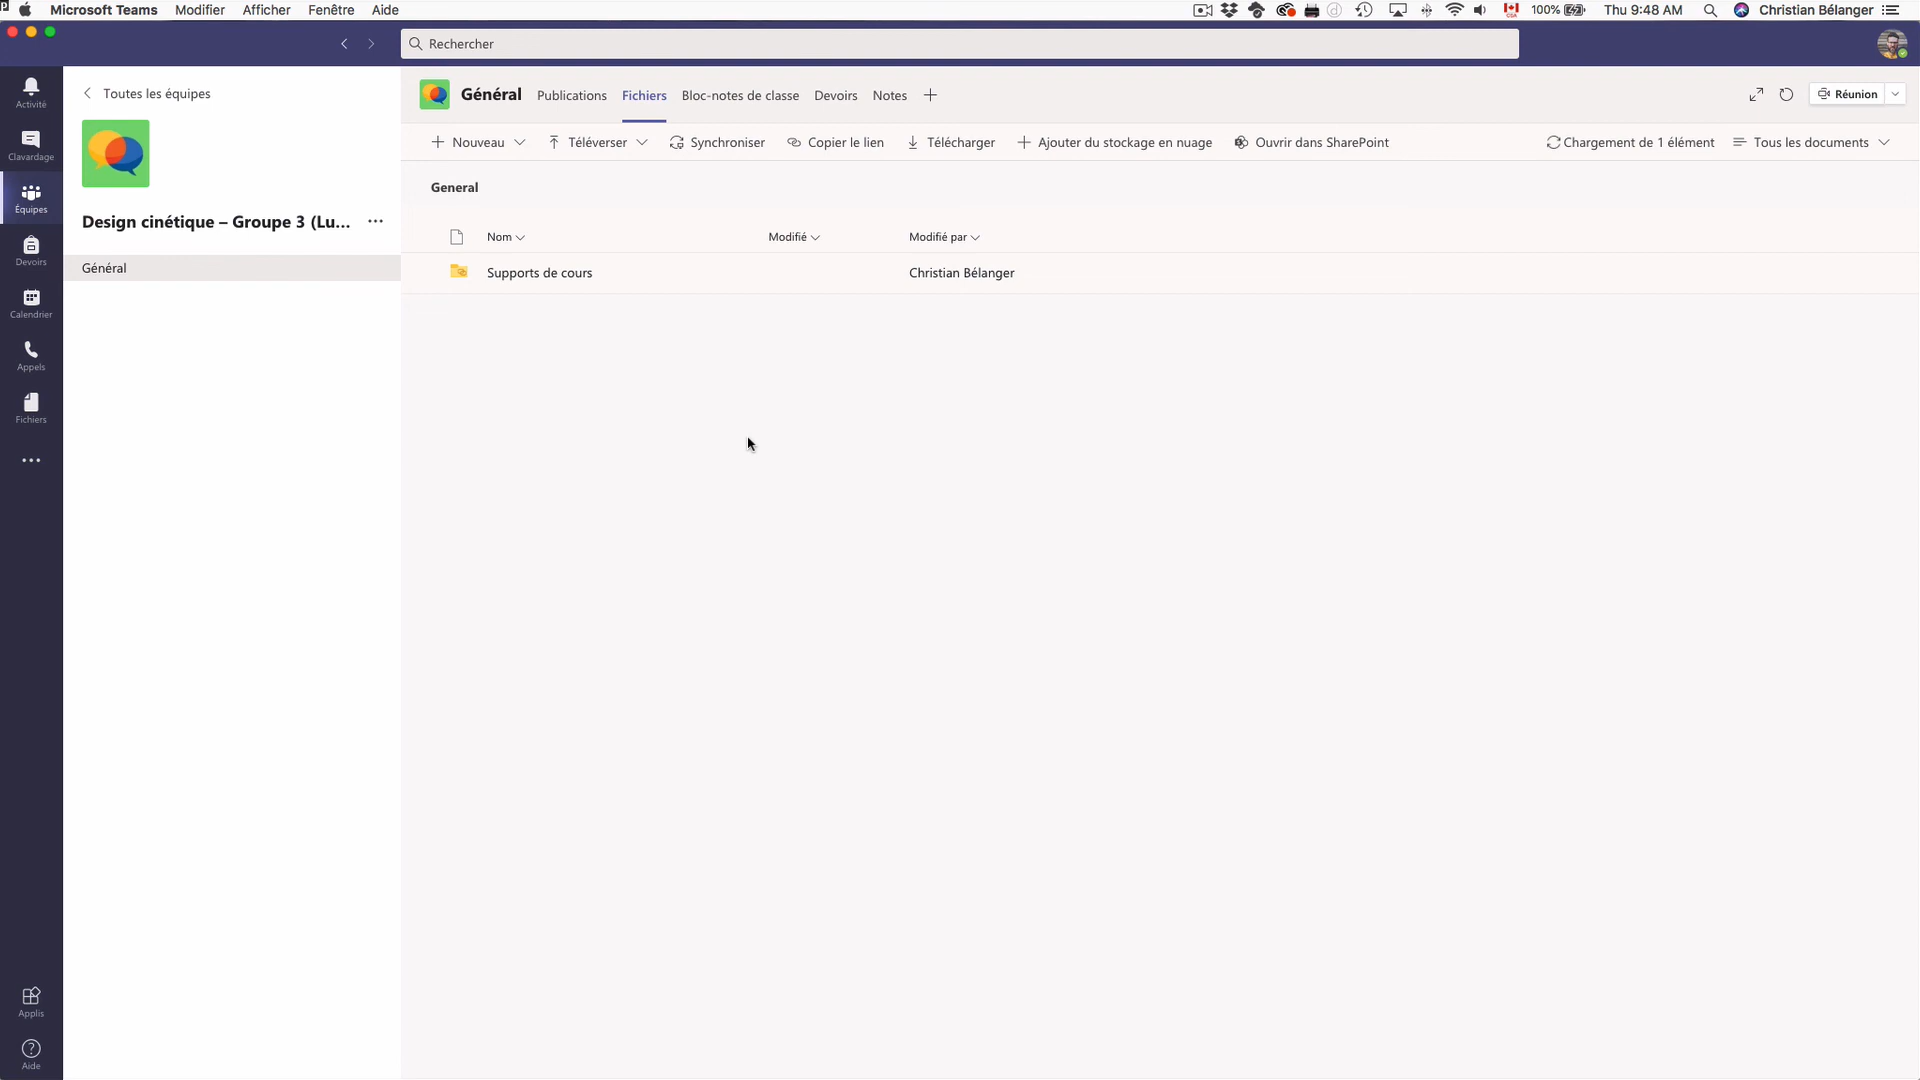 Microsoft Teams Modifier Afficher Fenêtre Aide 100% Thu 9:48 AM Christian Bélanger
Rechercher
Activité
Clavardage
Équipes
Devoirs
Calendrier
Appels
Fichiers
Applis
Aide
Toutes les équipes
Design cinétique – Groupe 3 (Lu...
Général
Général Publications Fichiers Bloc-notes de classe Devoirs Notes Réunion
Nouveau Téléverser Synchroniser Copier le lien Télécharger Ajouter du stockage en nuage Ouvrir dans SharePoint Chargement de 1 élément Tous les documents
General
Nom Modifié Modifié par
Supports de cours Christian Bélanger